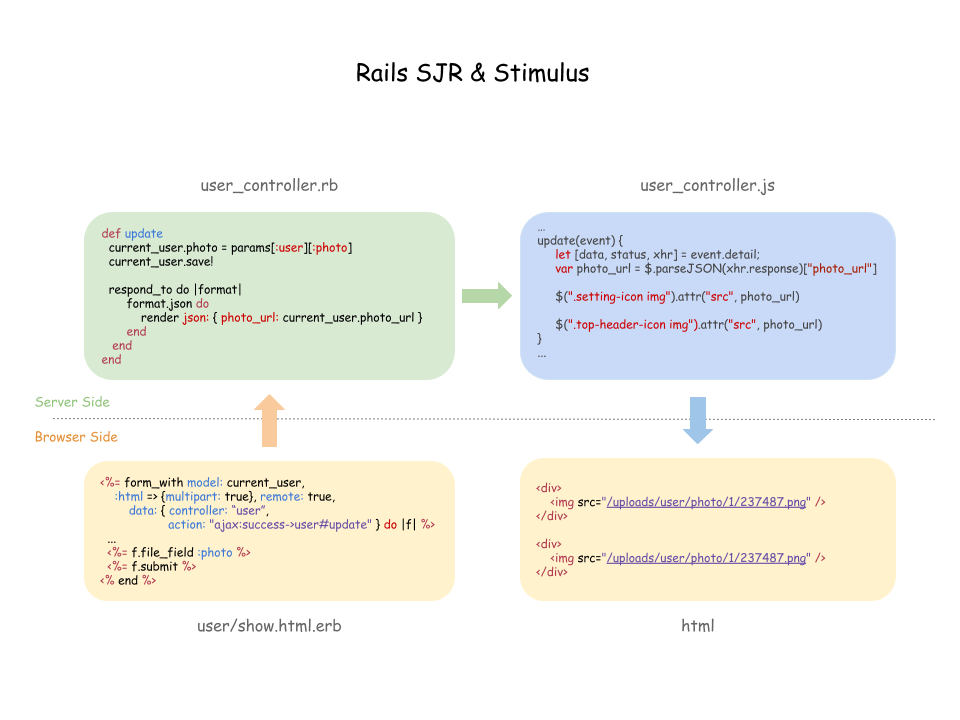 Rails SJR & Stimulus
user_controller.rb
def update
current_user.photo = params[:user][:photo]
current_user.save!
respond_to do |format|
format.json do
render json: { photo_url: current_user.photo_url }
end
end
end
user_controller.js
...
update(event) {
let [data, status, xhr] = event.detail;
var photo_url = $.parseJSON(xhr.response)["photo_url"]
$(".setting-icon img").attr("src", photo_url)
$(".top-header-icon img").attr("src", photo_url)
}
...
Server Side
Browser Side
<%= form_with model: current_user,
:html => {multipart: true}, remote: true,
data: { controller: “user”,
action: "ajax:success->user#update" } do |f| %>
...
<%= f.file_field :photo %>
<%= f.submit %>
<% end %>
user/show.html.erb
<div>
<img src="/uploads/user/photo/1/237487.png" />
</div>
<div>
<img src="/uploads/user/photo/1/237487.png" />
</div>
html